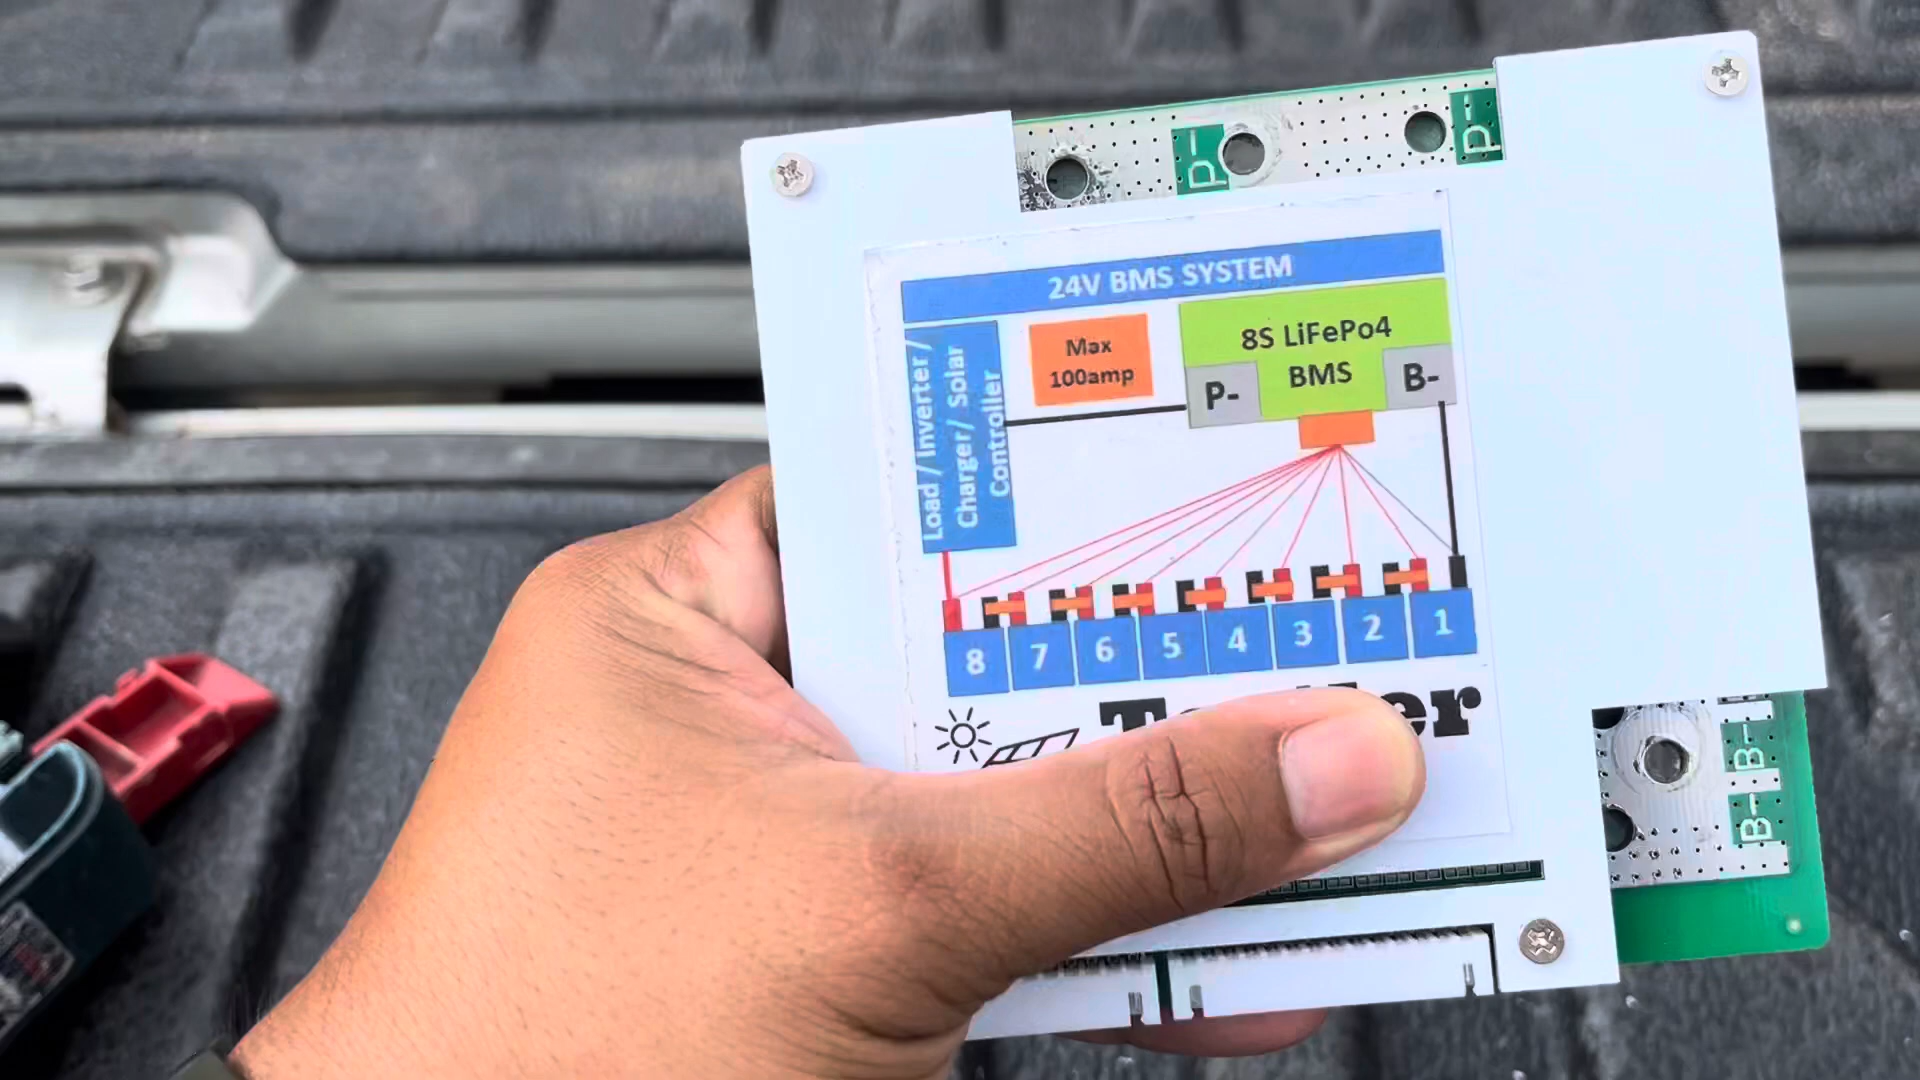 P-
P-
24V BMS SYSTEM
Load / Inverter /
Charger/ Solar
Controller
Max
100amp
8S LiFePo4
BMS
P-
B-
8 7 6 5 4 3 2 1
B-
B-